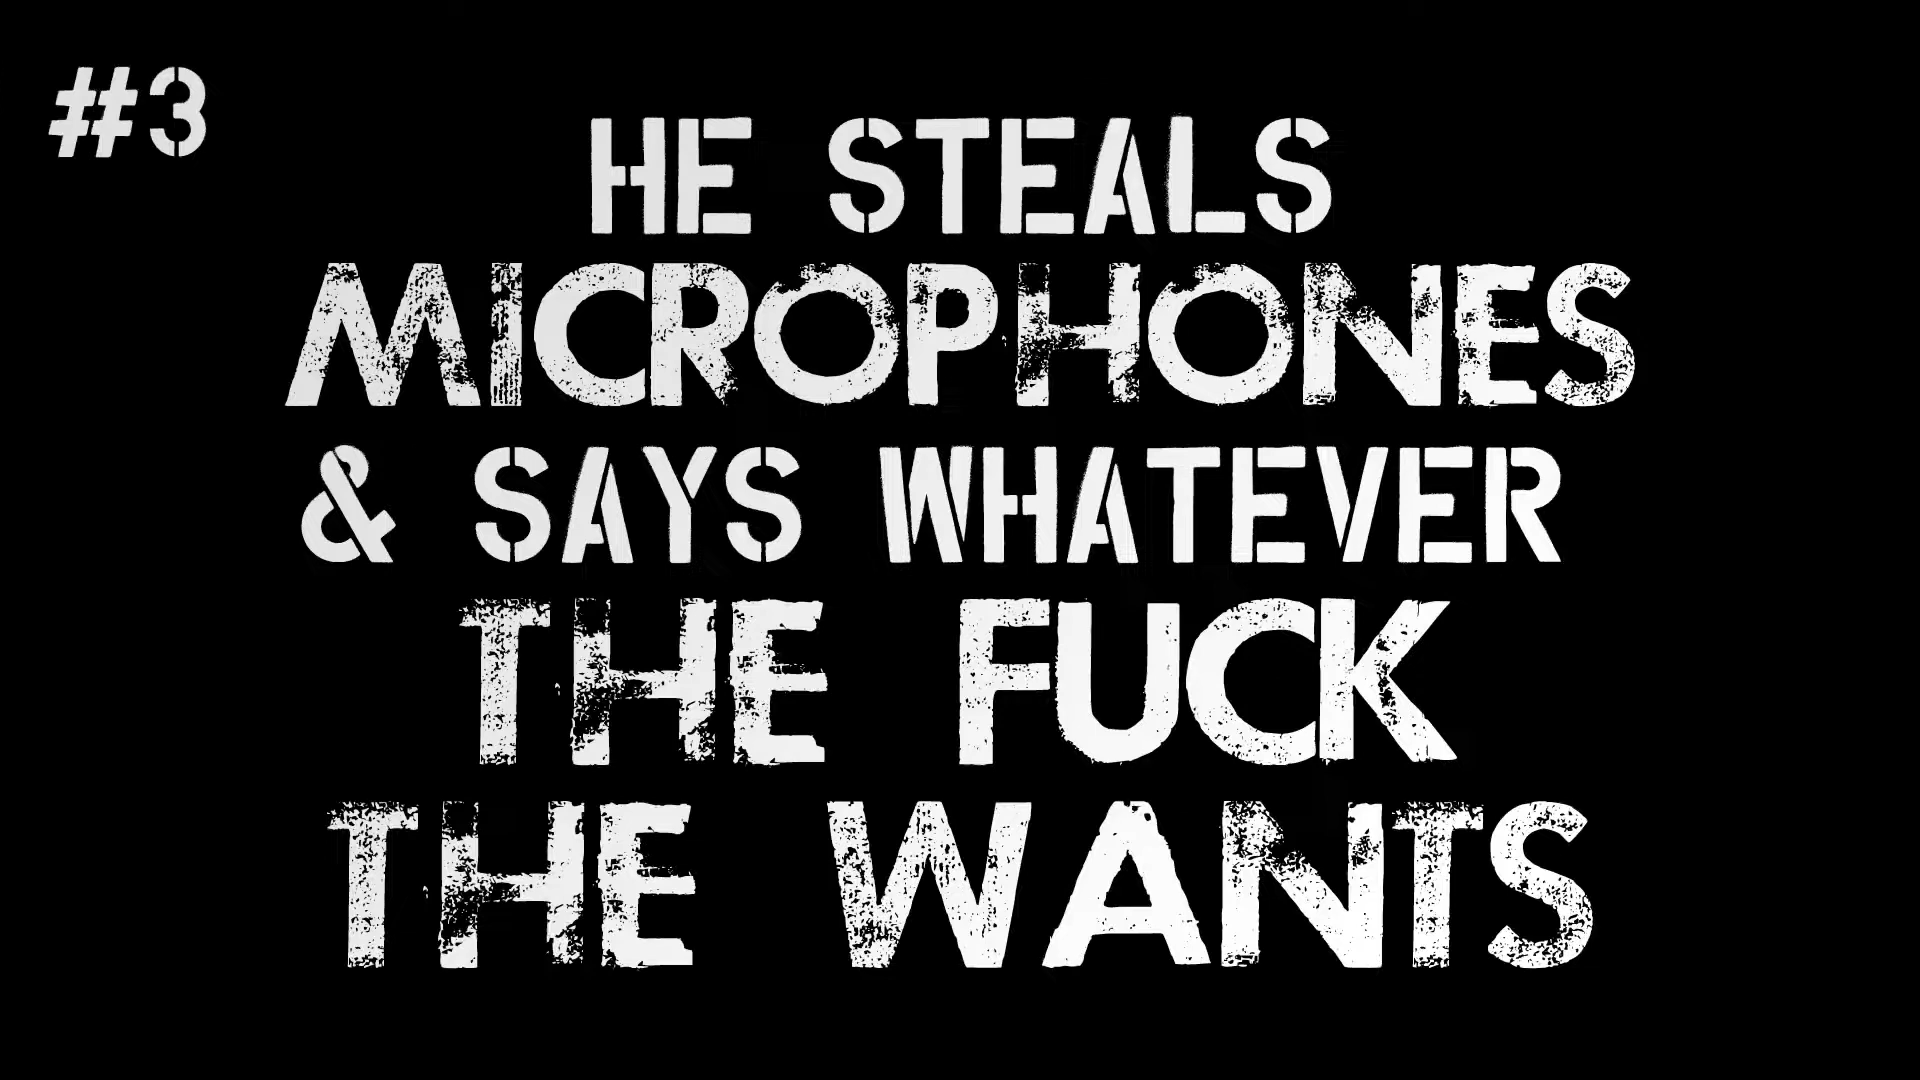 #3
HE STEALS
MICROPHONES
& SAYS WHATEVER
THE FUCK
THE WANTS